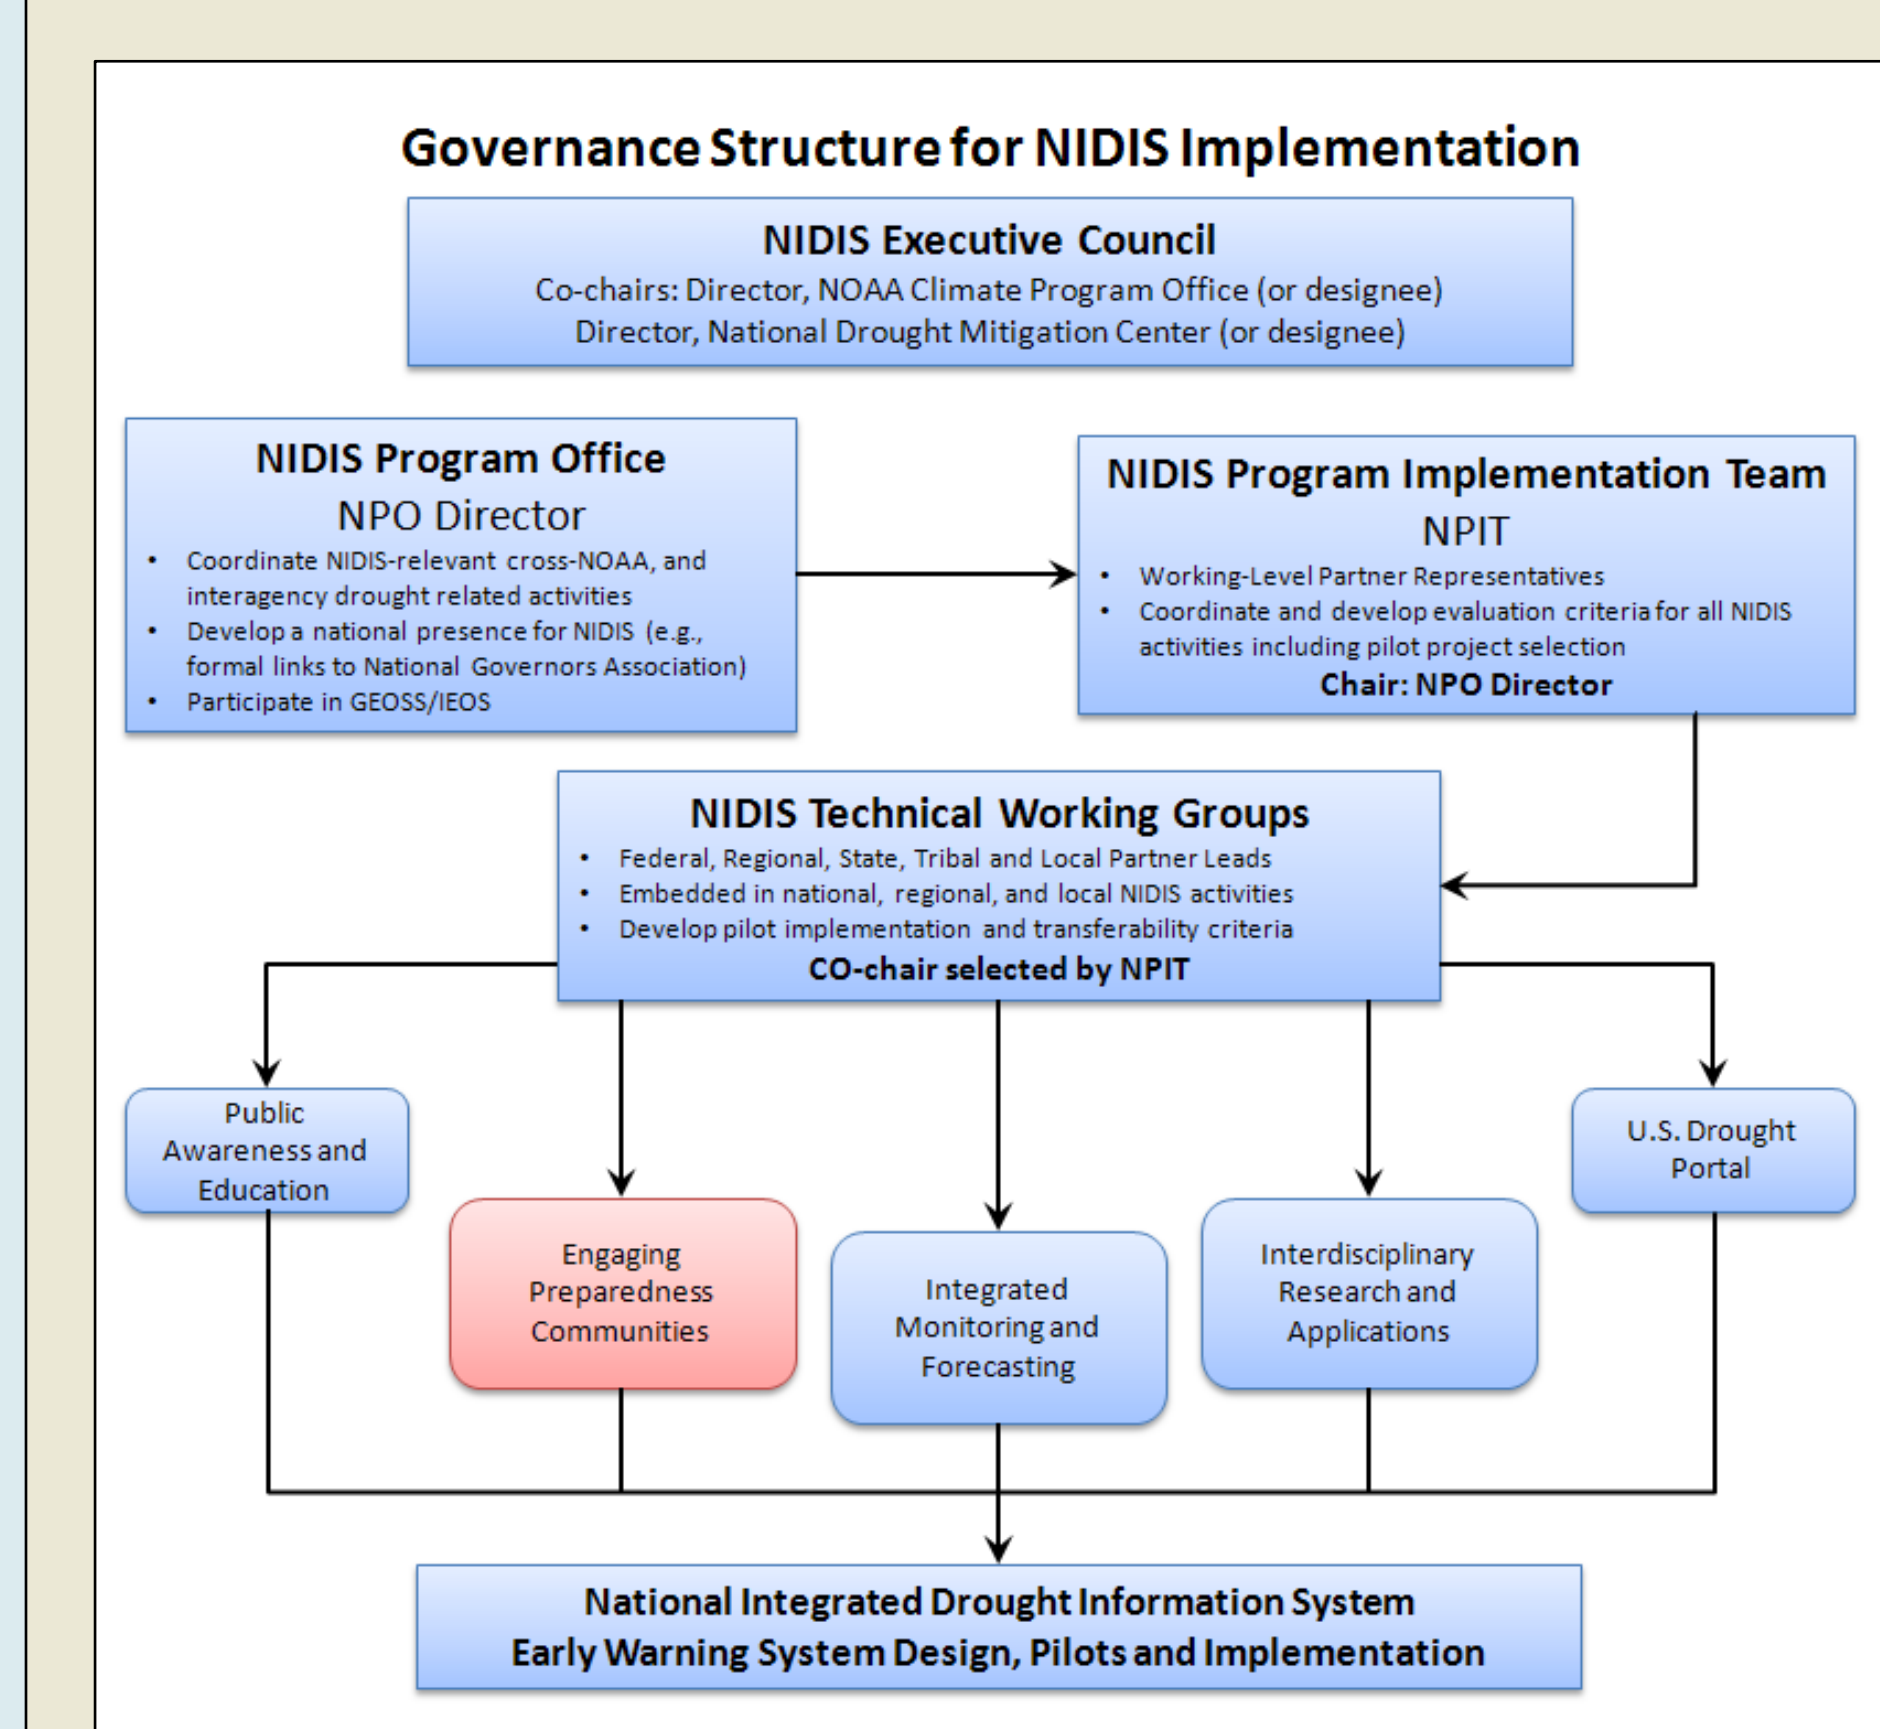 Governance Structure for NIDIS Implementation
NIDIS Executive Council
Co-chairs: Director, NOAA Climate Program Office (or designee)
Director, National Drought Mitigation Center (or designee)
NIDIS Program Office
NPO Director
• Coordinate NIDIS-relevant cross-NOAA, and
interagency drought related activities
• Develop a national presence for NIDIS (e.g.,
formal links to National Governors Association)
• Participate in GEOSS/IEOS
NIDIS Program Implementation Team
NPIT
• Working-Level Partner Representatives
• Coordinate and develop evaluation criteria for all NIDIS
activities including pilot project selection
Chair: NPO Director
NIDIS Technical Working Groups
• Federal, Regional, State, Tribal and Local Partner Leads
• Embedded in national, regional, and local NIDIS activities
• Develop pilot implementation and transferability criteria
CO-chair selected by NPIT
Public
Awareness and
Education
Engaging
Preparedness
Communities
Integrated
Monitoring and
Forecasting
Interdisciplinary
Research and
Applications
U.S. Drought
Portal
National Integrated Drought Information System
Early Warning System Design, Pilots and Implementation